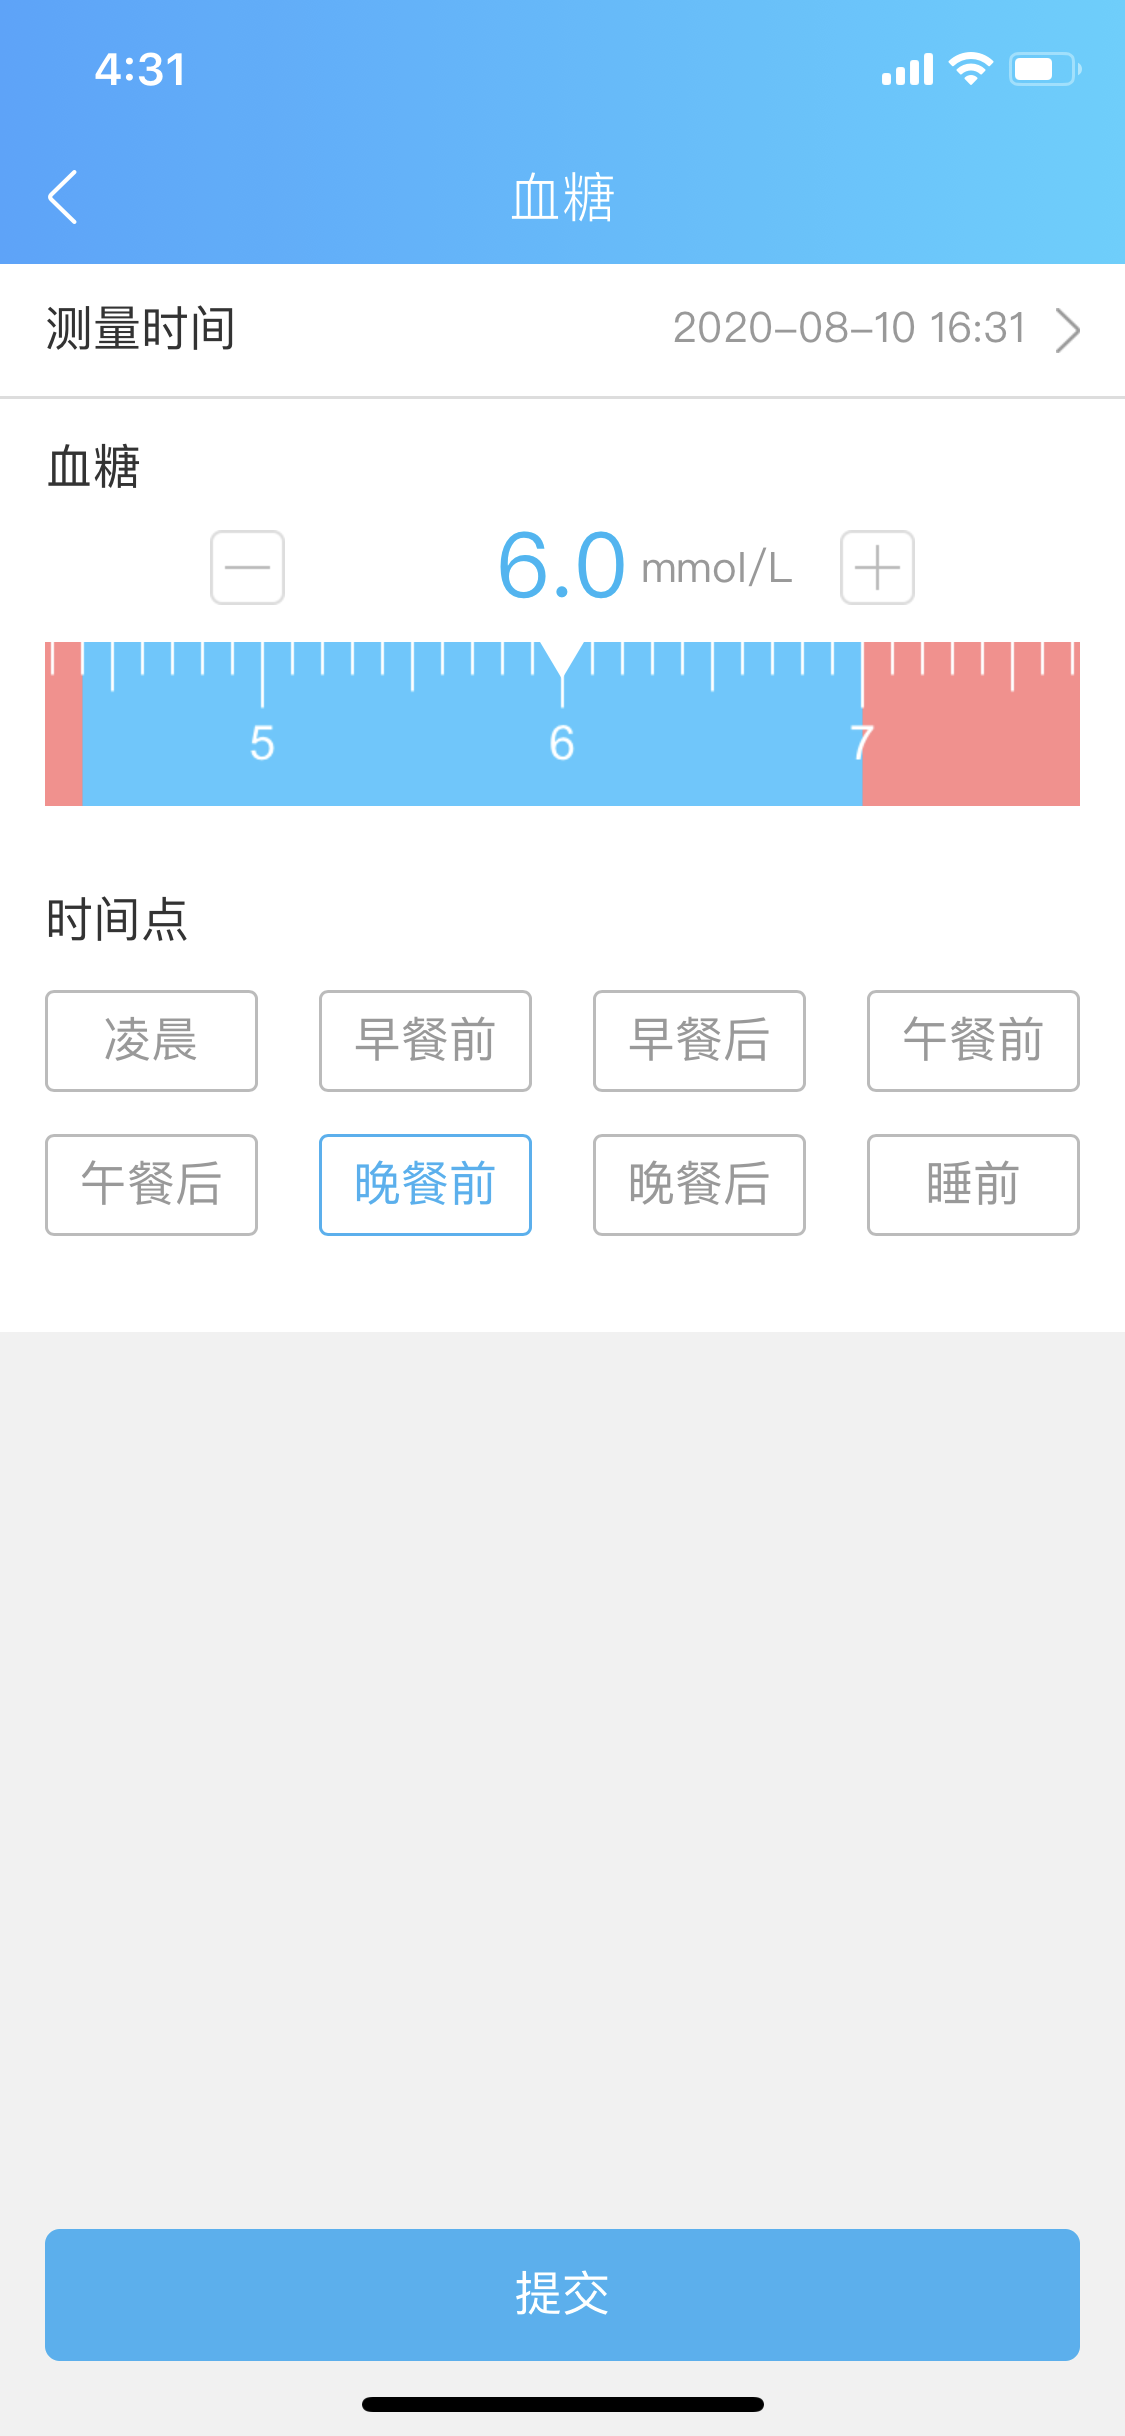 4:31
血糖
测量时间 2020-08-10 16:31
血糖
6.0 mmol/L
5 6 7
时间点
凌晨 早餐前 早餐后 午餐前
午餐后 晚餐前 晚餐后 睡前
提交